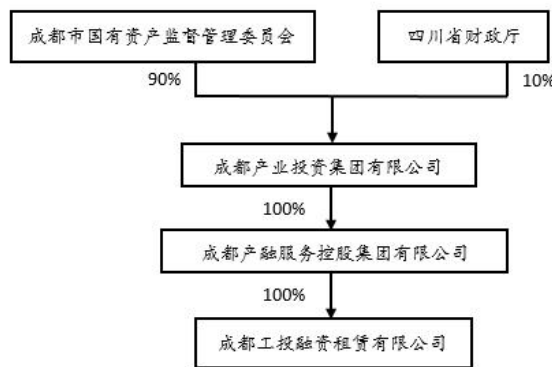 成都市国有资产监督管理委员会
四川省财政厅
90%
10%
成都产业投资集团有限公司
100%
成都产融服务控股集团有限公司
100%
成都工投融资租赁有限公司